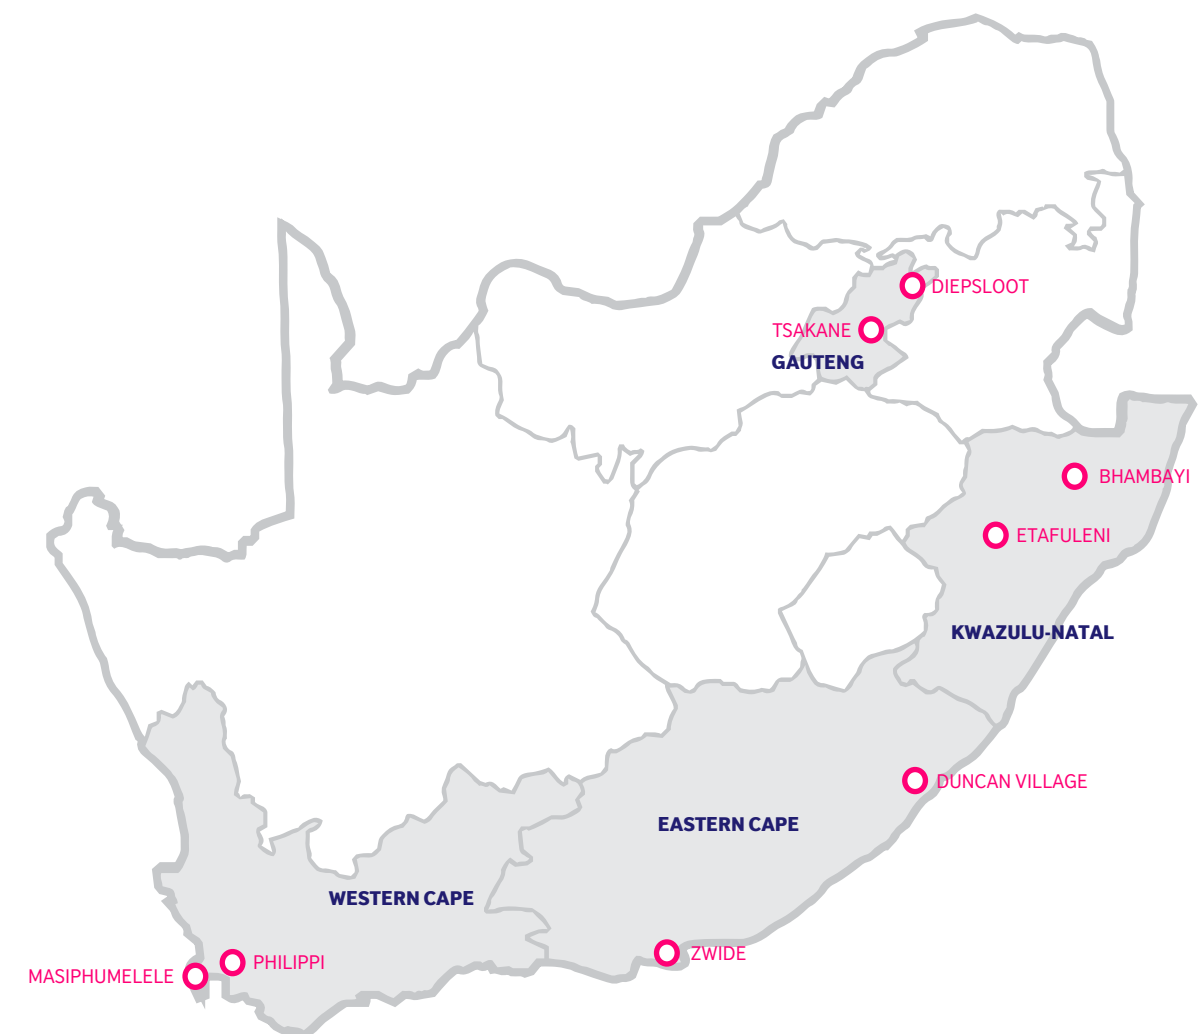 DIEPSLOOT
TSAKANE
GAUTENG
BHAMBAYI
ETAFULENI
KWAZULU-NATAL
DUNCAN VILLAGE
EASTERN CAPE
WESTERN CAPE
ZWIDE
PHILIPPI
MASIPHUMELELE